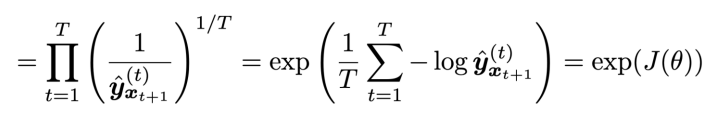 $= \prod_{t=1}^{T} \left( \frac{1}{\hat{\boldsymbol{y}}^{(t)}_{\boldsymbol{x}_{t+1}}} \right)^{1/T} = \exp\left( \frac{1}{T} \sum_{t=1}^{T} -\log \hat{\boldsymbol{y}}^{(t)}_{\boldsymbol{x}_{t+1}} \right) = \exp(J(\theta))$